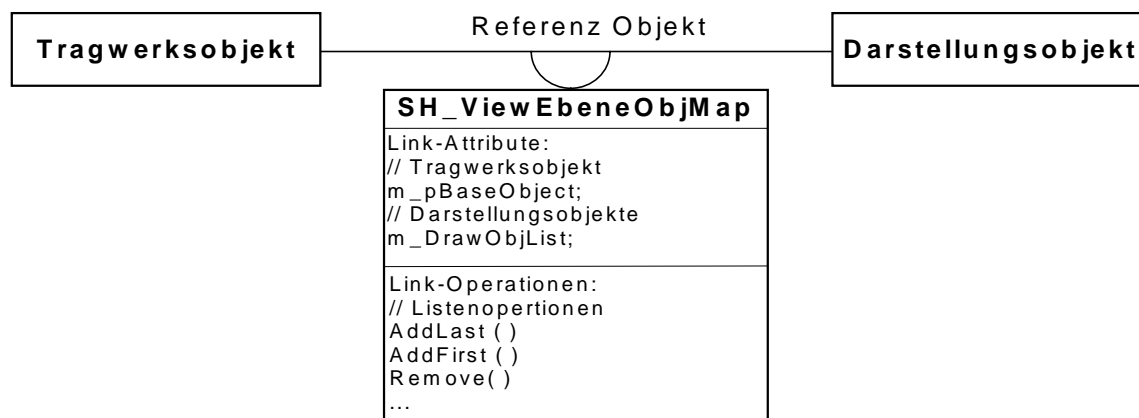 Referenz Objekt
Tragwerksobjekt
Darstellungsobjekt
SH_ViewEbeneObjMap
Link-Attribute:
// Tragwerksobjekt
m_pBaseObject;
// Darstellungsobjekte
m_DrawObjList;
Link-Operationen:
// Listenopertionen
AddLast ( )
AddFirst ( )
Remove( )
...